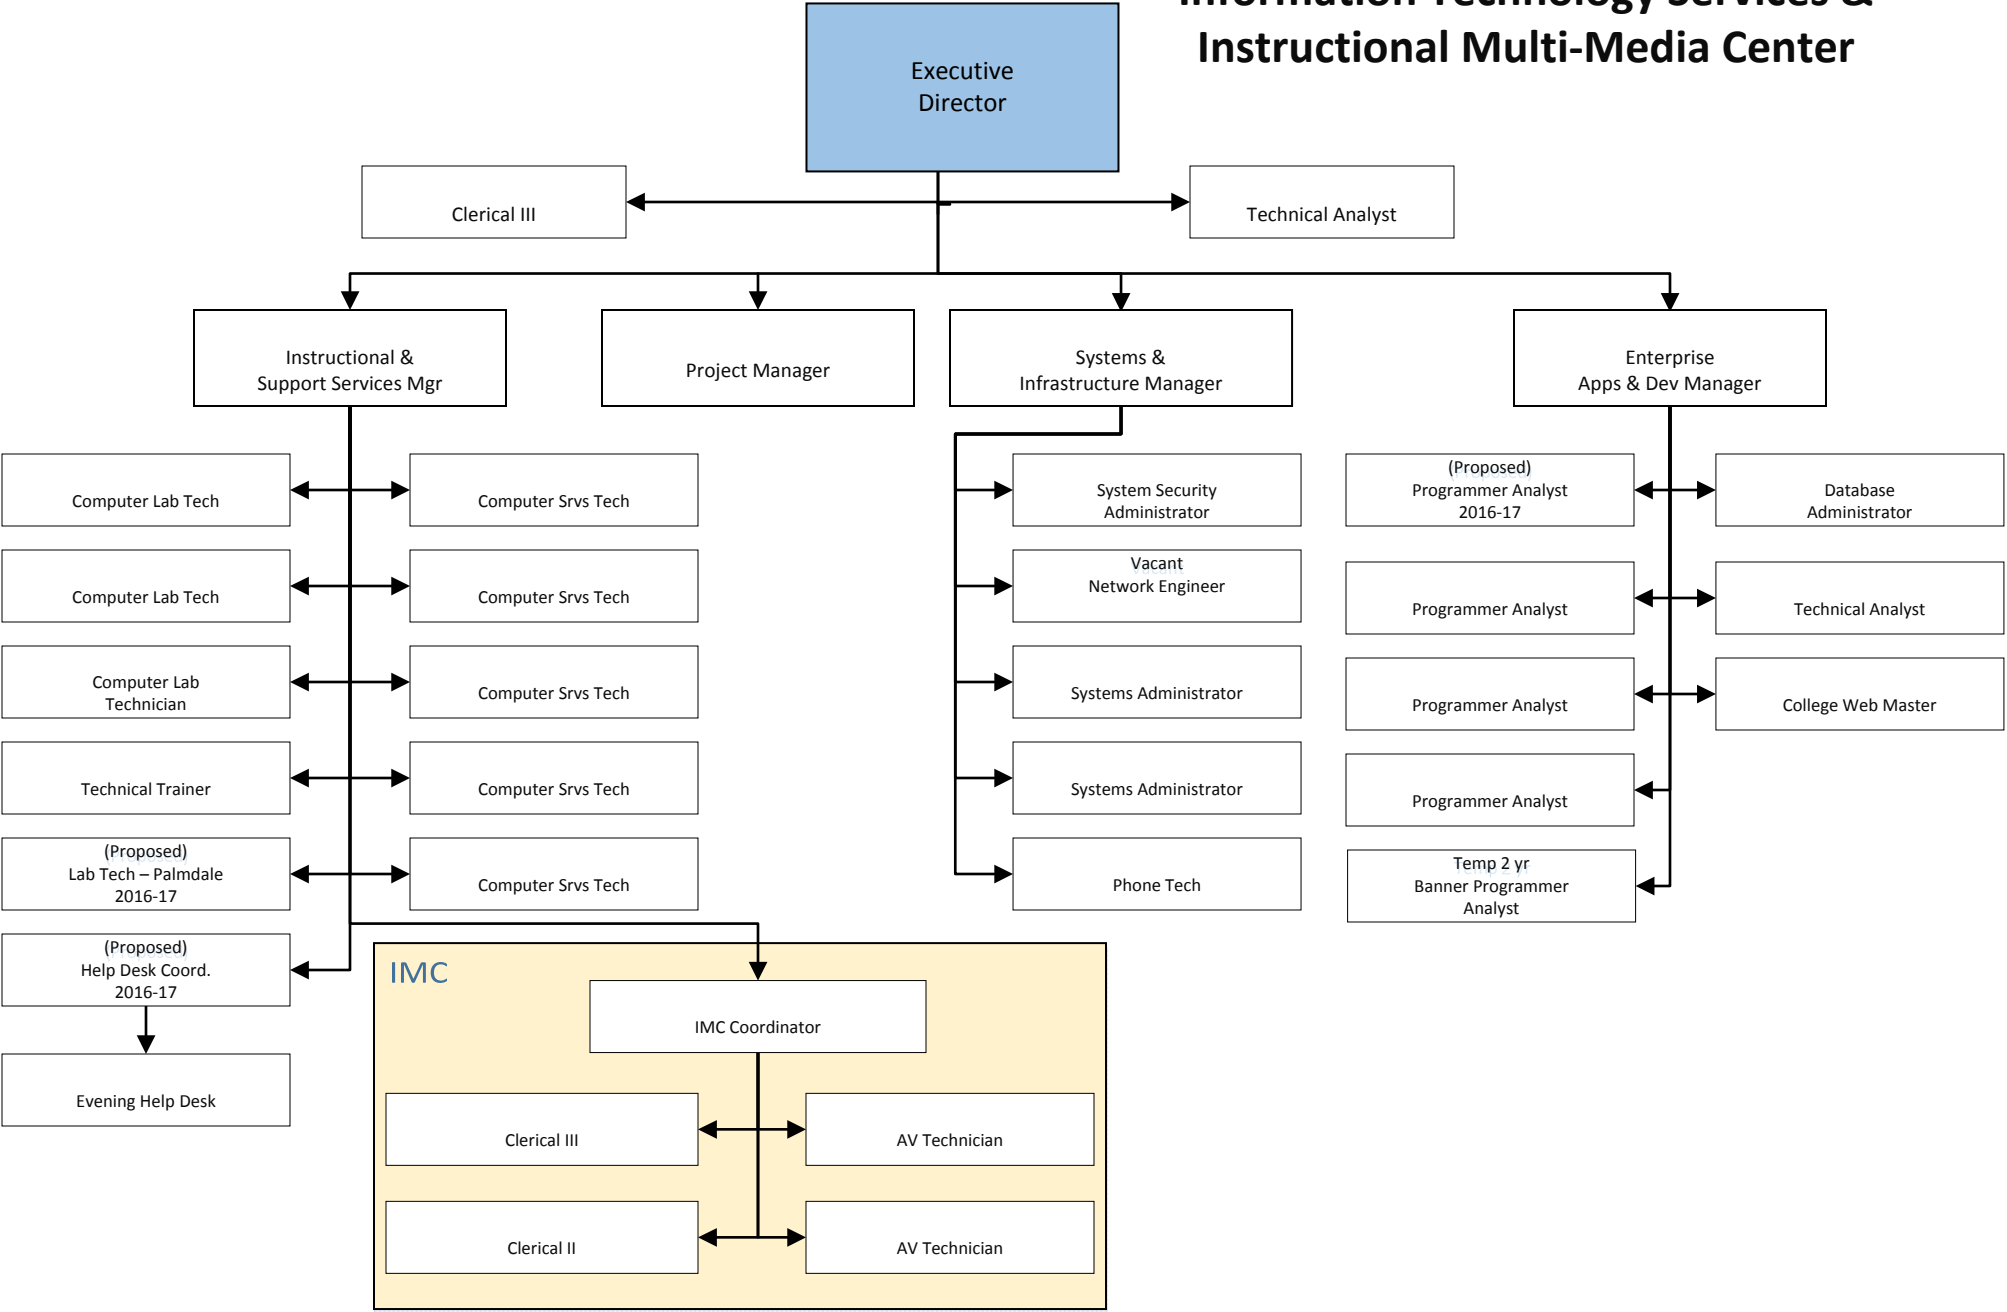 Information Technology Services &
Instructional Multi-Media Center
Executive
Director
Clerical III
Technical Analyst
Instructional &
Support Services Mgr
Project Manager
Systems &
Infrastructure Manager
Enterprise
Apps & Dev Manager
Computer Lab Tech
Computer Srvs Tech
Computer Lab Tech
Computer Srvs Tech
Computer Lab
Technician
Computer Srvs Tech
Technical Trainer
Computer Srvs Tech
(Proposed)
Lab Tech – Palmdale
2016-17
Computer Srvs Tech
(Proposed)
Help Desk Coord.
2016-17
Evening Help Desk
System Security
Administrator
Vacant
Network Engineer
Systems Administrator
Systems Administrator
Phone Tech
(Proposed)
Programmer Analyst
2016-17
Database
Administrator
Programmer Analyst
Technical Analyst
Programmer Analyst
College Web Master
Programmer Analyst
Temp 2 yr
Banner Programmer
Analyst
IMC
IMC Coordinator
Clerical III
AV Technician
Clerical II
AV Technician